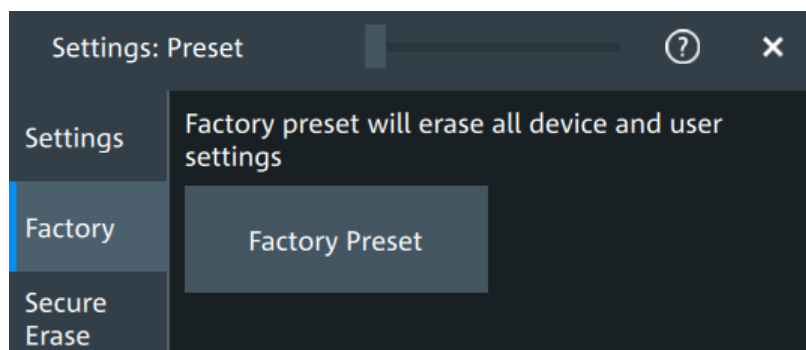 Settings: Preset
?
×
Settings
Factory preset will erase all device and user
settings
Factory
Factory Preset
Secure
Erase